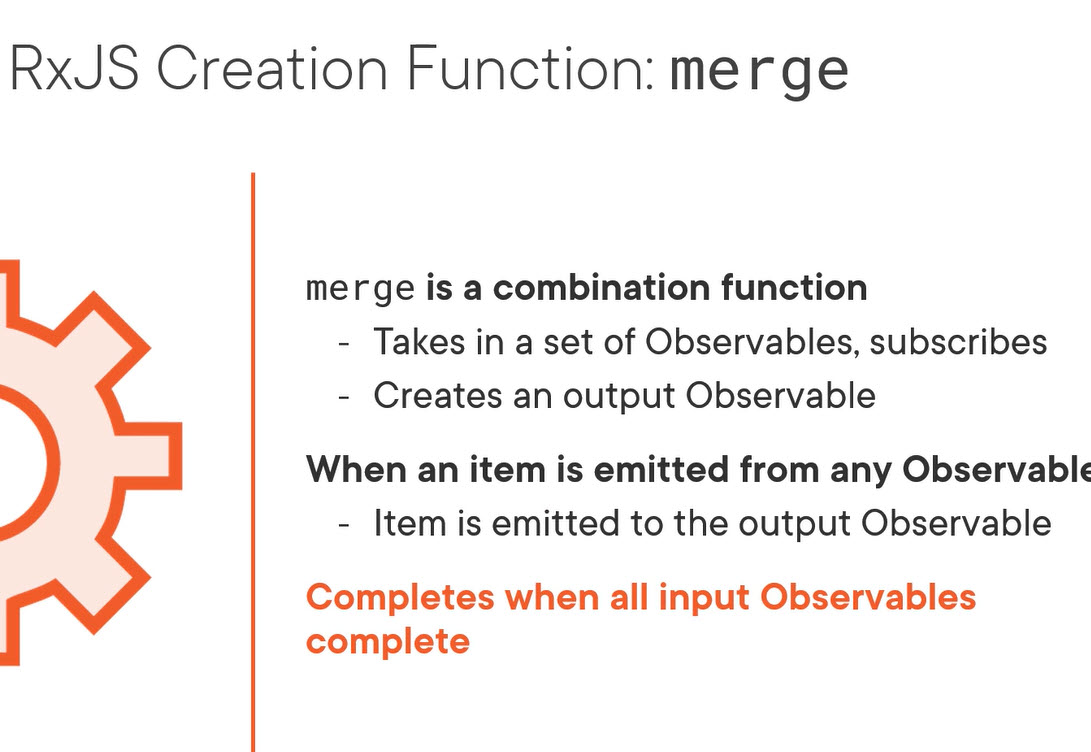 RxJS Creation Function: merge
merge is a combination function
- Takes in a set of Observables, subscribes
- Creates an output Observable
When an item is emitted from any Observable
- Item is emitted to the output Observable
Completes when all input Observables
complete